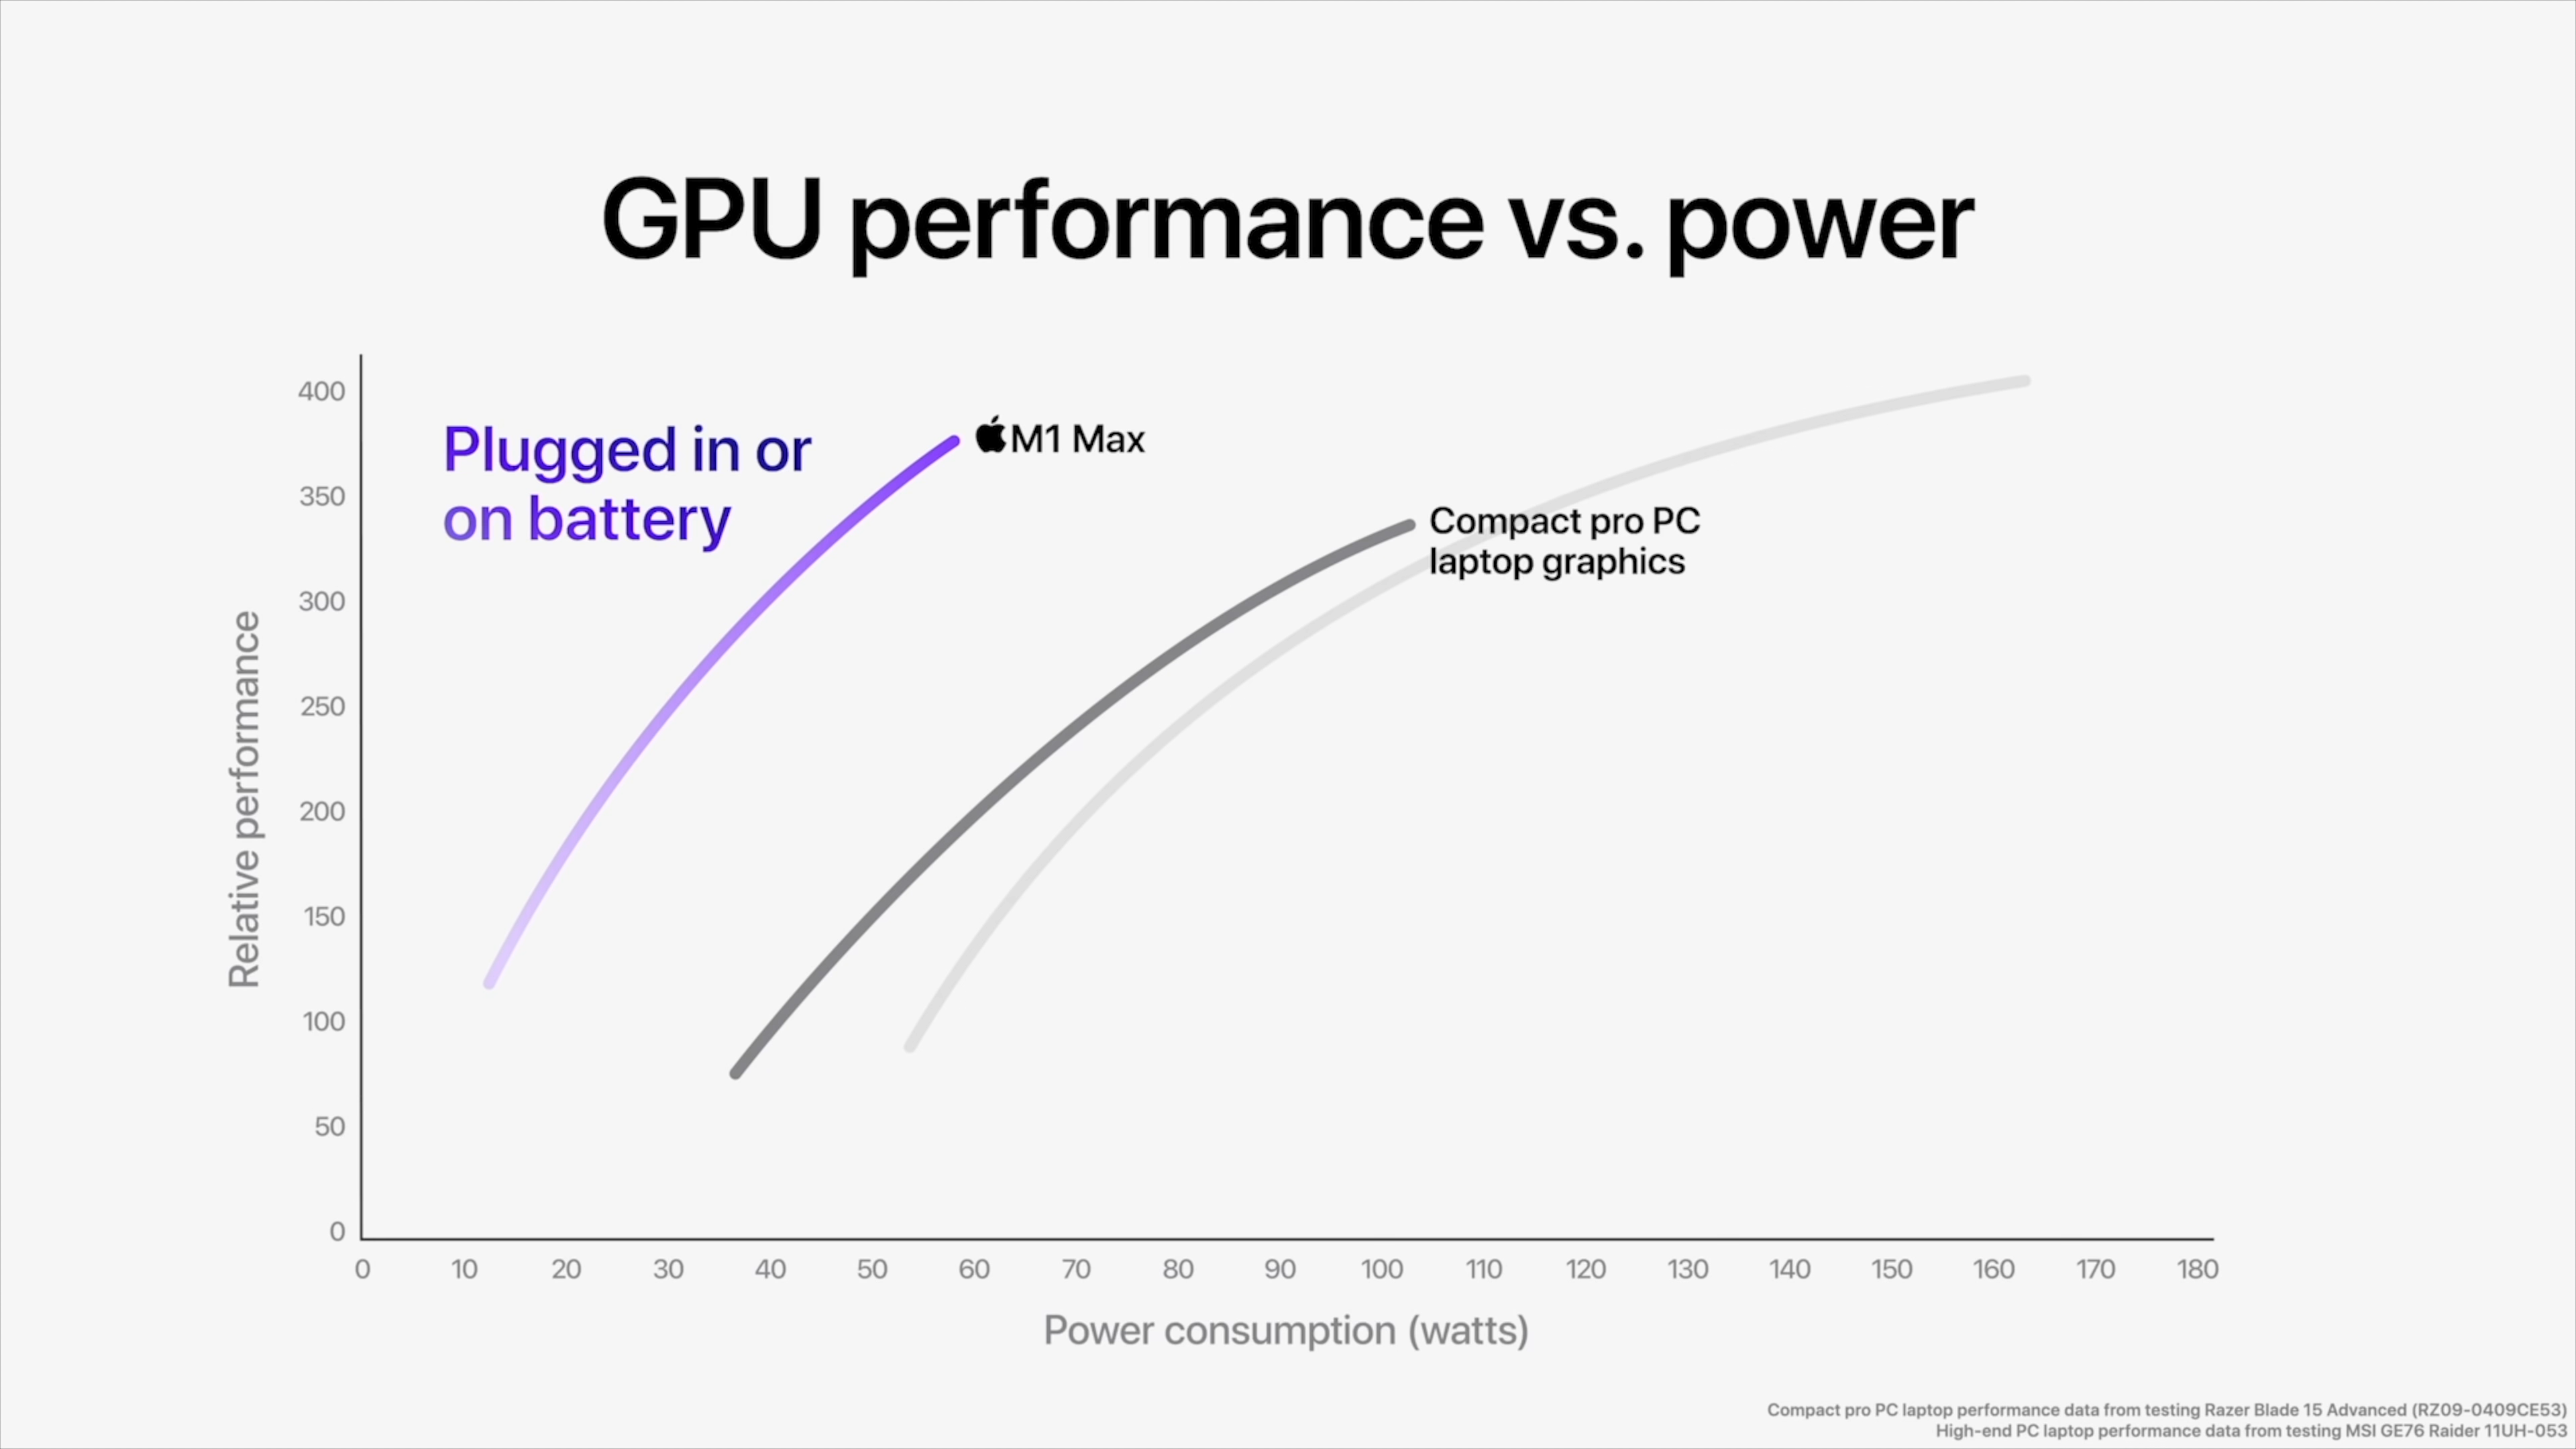 GPU performance vs. power
Plugged in or
on battery
M1 Max
Compact pro PC
laptop graphics
Relative performance
400
350
300
250
200
150
100
50
0
0 10 20 30 40 50 60 70 80 90 100 110 120 130 140 150 160 170 180
Power consumption (watts)
Compact pro PC laptop performance data from testing Razer Blade 15 Advanced (RZ09-0409CE53)
High-end PC laptop performance data from testing MSI GE76 Raider 11UH-053